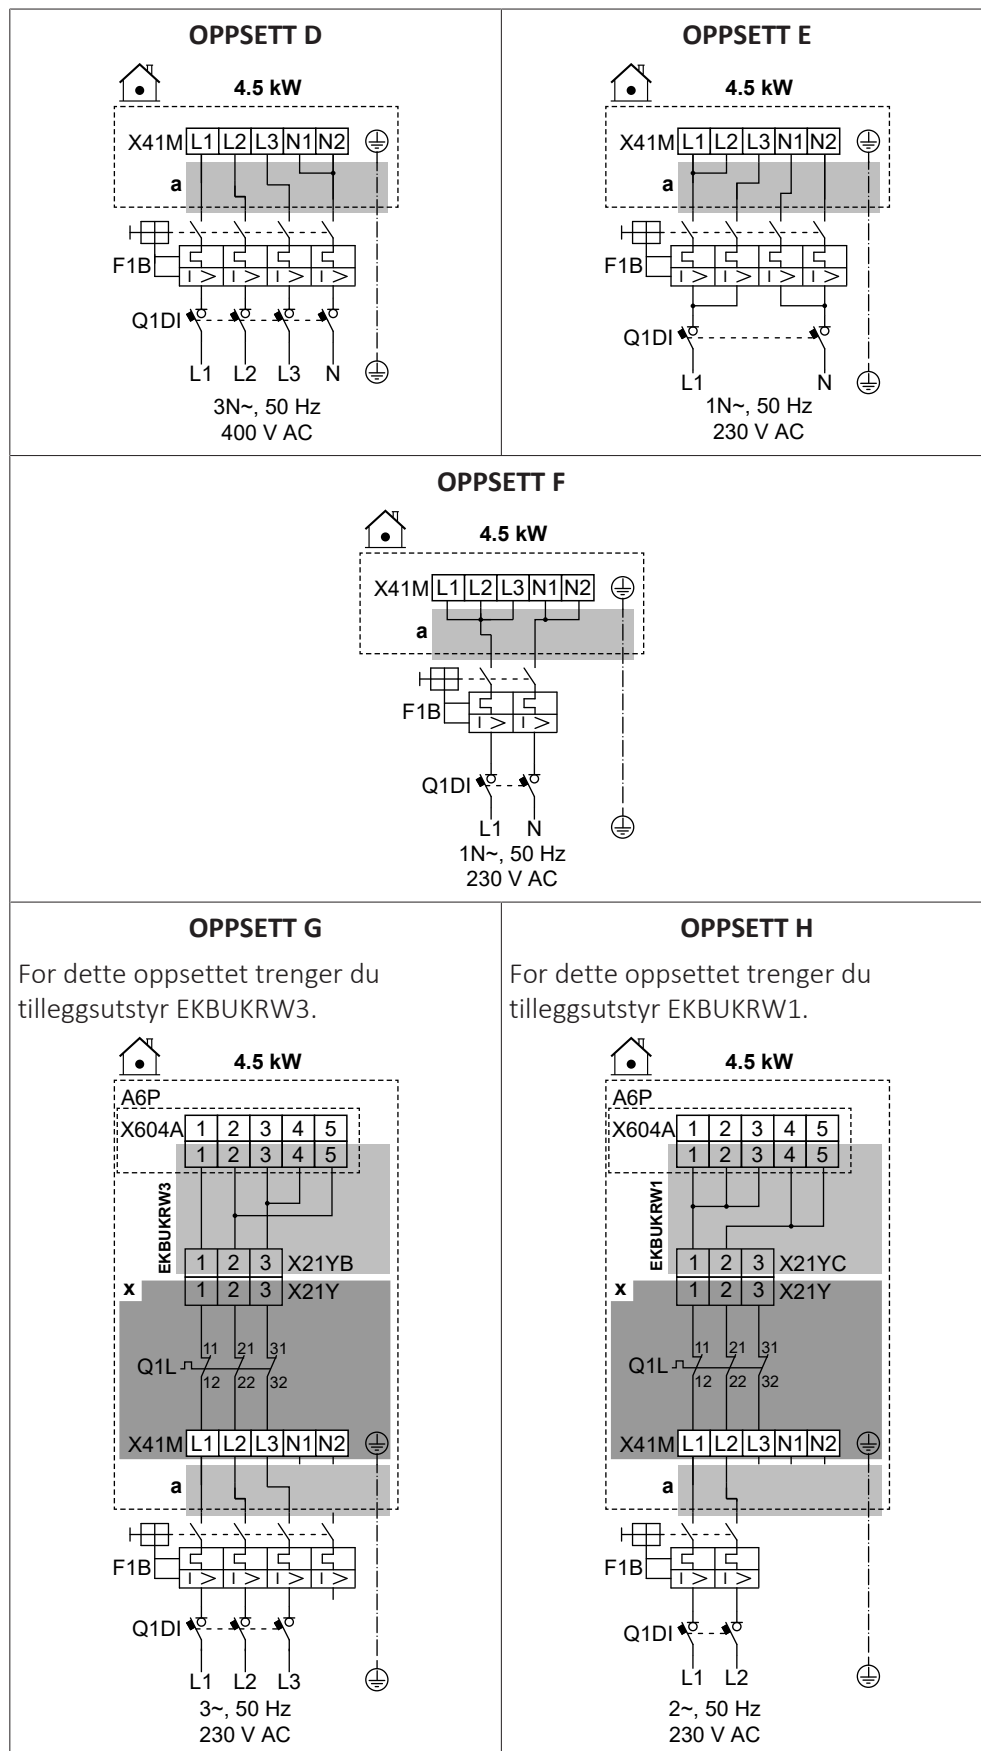 OPPSETT D
4.5 kW
X41M L1 L2 L3 N1 N2
a
F1B
I > I > I > I >
Q1DI
L1 L2 L3 N
3N~, 50 Hz
400 V AC
OPPSETT E
4.5 kW
X41M L1 L2 L3 N1 N2
a
F1B
I > I > I > I >
Q1DI
L1 N
1N~, 50 Hz
230 V AC
OPPSETT F
4.5 kW
X41M L1 L2 L3 N1 N2
a
F1B
I > I >
Q1DI
L1 N
1N~, 50 Hz
230 V AC
OPPSETT G
For dette oppsettet trenger du
tilleggsutstyr EKBUKRW3.
4.5 kW
A6P
X604A 1 2 3 4 5
1 2 3 4 5
EKBUKRW3
1 2 3 X21YB
x
1 2 3 X21Y
11 21 31
Q1L
12 22 32
X41M L1 L2 L3 N1 N2
a
F1B
I > I > I > I >
Q1DI
L1 L2 L3
3~, 50 Hz
230 V AC
OPPSETT H
For dette oppsettet trenger du
tilleggsutstyr EKBUKRW1.
4.5 kW
A6P
X604A 1 2 3 4 5
1 2 3 4 5
EKBUKRW1
1 2 3 X21YC
x
1 2 3 X21Y
11 21 31
Q1L
12 22 32
X41M L1 L2 L3 N1 N2
a
F1B
I > I >
Q1DI
L1 L2
2~, 50 Hz
230 V AC